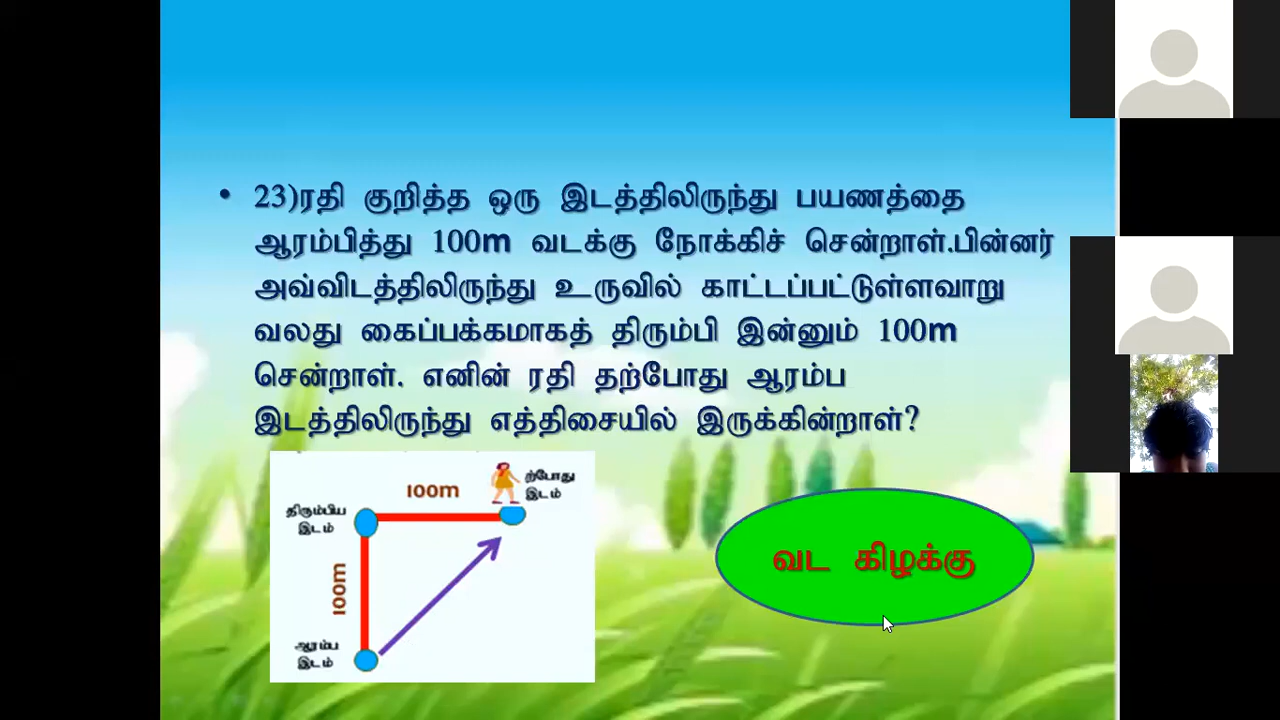 • 23)ரதி குறித்த ஒரு இடத்திலிருந்து பயணத்தை
ஆரம்பித்து 100m வடக்கு நோக்கிச் சென்றாள்.பின்னர்
அவ்விடத்திலிருந்து உருவில் காட்டப்பட்டுள்ளவாறு
வலது கைப்பக்கமாகத் திரும்பி இன்னும் 100m
சென்றாள். எனின் ரதி தற்போது ஆரம்ப
இடத்திலிருந்து எத்திசையில் இருக்கின்றாள்?
100m
ற்போது
இடம்
திரும்பிய
இடம்
100m
ஆரம்ப
இடம்
வட கிழக்கு